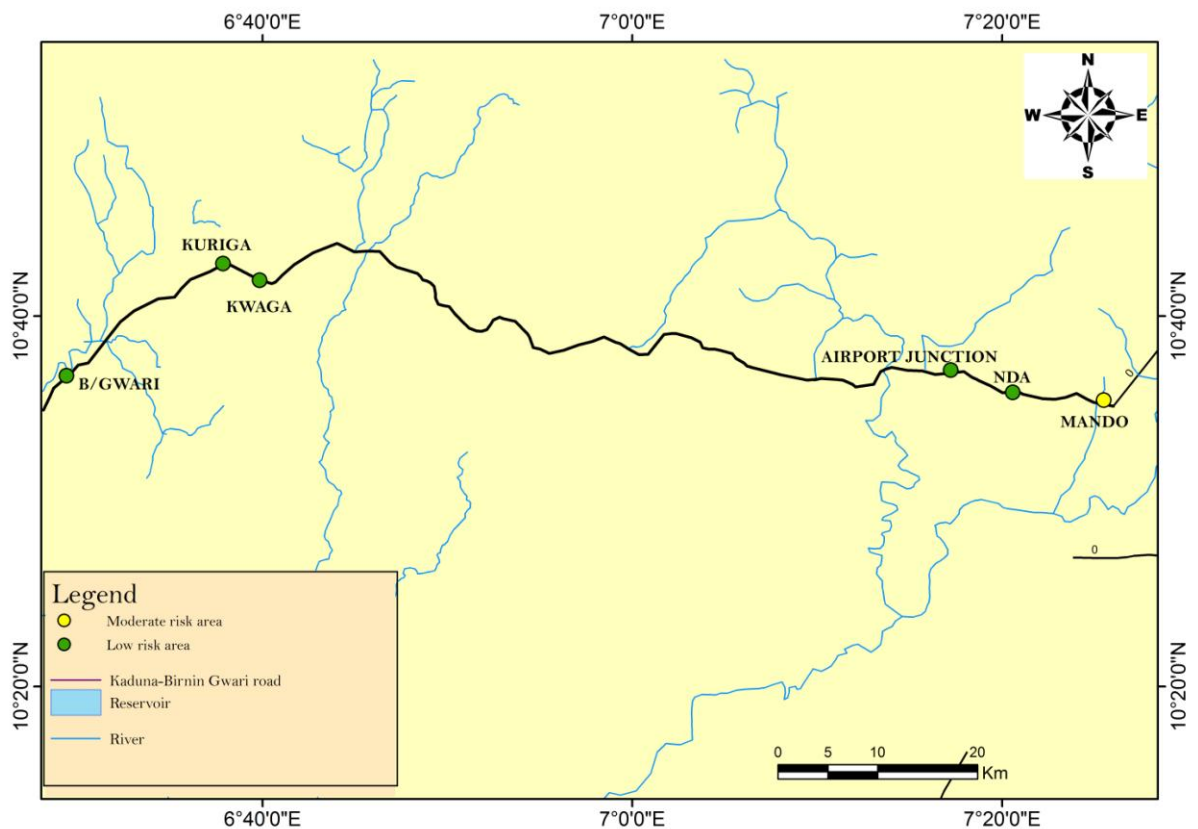 6°40'0"E
7°0'0"E
7°20'0"E
N
W
E
S
KURIGA
KWAGA
10°40'0"N
10°40'0"N
AIRPORT JUNCTION
B/GWARI
NDA
0
MANDO
0
Legend
Moderate risk area
Low risk area
Kaduna-Birnin Gwari road
Reservoir
River
10°20'0"N
10°20'0"N
0 5 10 20
Km
6°40'0"E
7°0'0"E
7°20'0"E